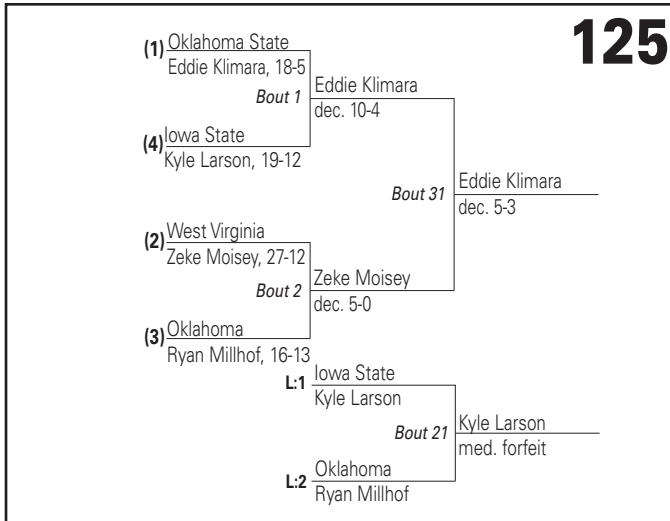 125
(1) Oklahoma State
Eddie Klimara, 18-5
Bout 1
Eddie Klimara
dec. 10-4
(4) Iowa State
Kyle Larson, 19-12
Bout 31
Eddie Klimara
dec. 5-3
(2) West Virginia
Zeke Moisey, 27-12
Bout 2
Zeke Moisey
dec. 5-0
(3) Oklahoma
Ryan Millhof, 16-13
L:1 Iowa State
Kyle Larson
Bout 21
Kyle Larson
med. forfeit
L:2 Oklahoma
Ryan Millhof